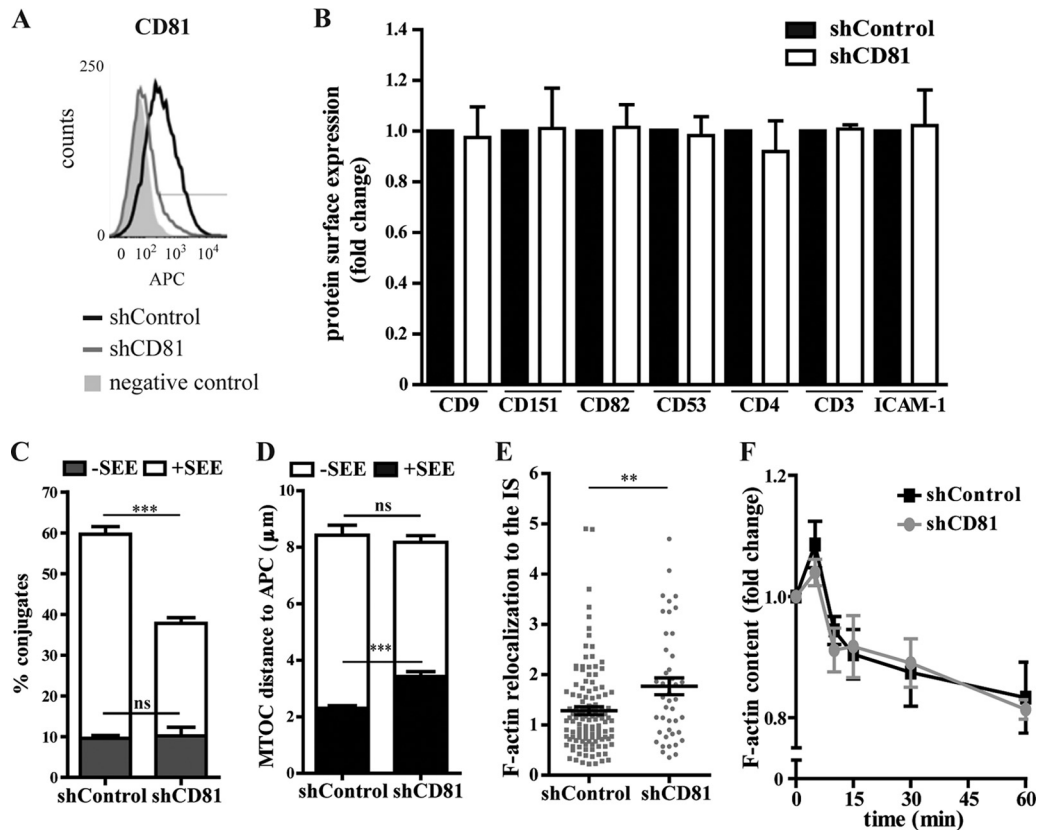 A
CD81
250
counts
0
0 10² 10³ 10⁴
APC
shControl
shCD81
negative control
B
shControl
shCD81
protein surface expression
(fold change)
1.4
1.2
1.0
0.8
0.6
0.4
0.2
0
CD9 CD151 CD82 CD53 CD4 CD3 ICAM-1
C
-SEE +SEE
% conjugates
70
60
50
40
30
20
10
0
***
ns
shControl shCD81
D
-SEE +SEE
MTOC distance to APC (μm)
10
8
6
4
2
0
ns
***
shControl shCD81
E
F-actin relocalization to the IS
6
5
4
3
2
1
0
**
shControl shCD81
F
F-actin content (fold change)
1.2
1.0
0.8
shControl
shCD81
0 15 30 45 60
time (min)